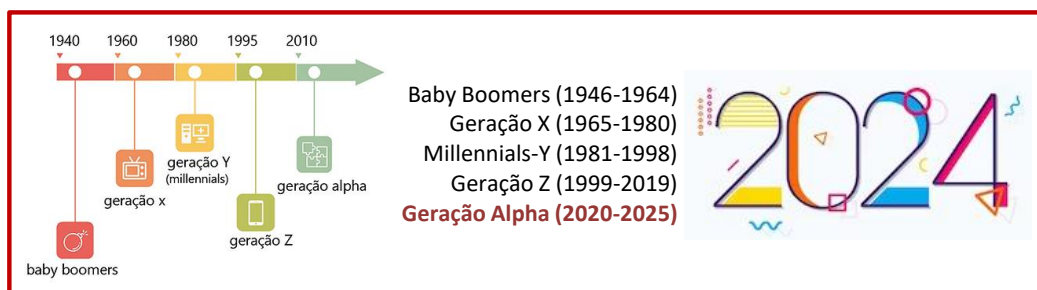 1940 1960 1980 1995 2010
geração Y
(millennials)
geração alpha
geração x
geração Z
baby boomers
Baby Boomers (1946-1964)
Geração X (1965-1980)
Millennials-Y (1981-1998)
Geração Z (1999-2019)
Geração Alpha (2020-2025)
2024